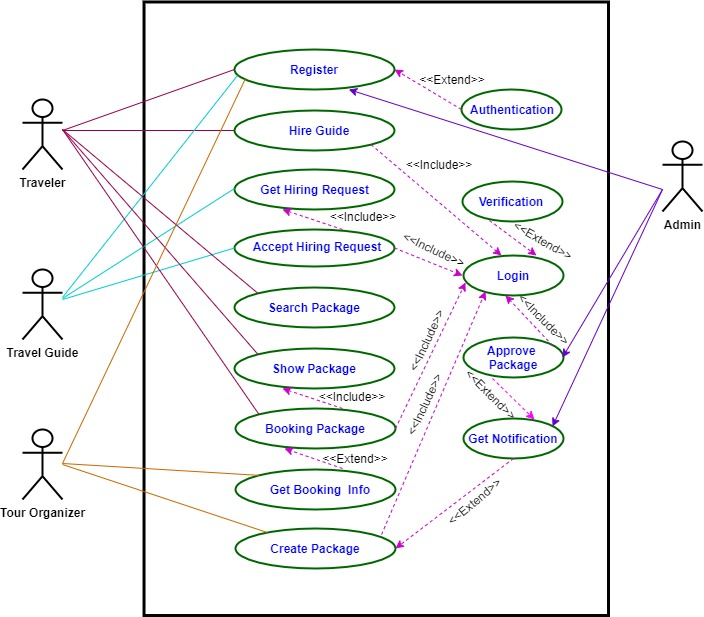 Register
<<Extend>>
Authentication
Hire Guide
<<Include>>
Traveler
Get Hiring Request
Verification
<<Include>>
<<Extend>>
Admin
Accept Hiring Request
<<Include>>
Login
Search Package
<<Include>>
Travel Guide
Approve
Package
<<Include>>
Show Package
<<Include>>
<<Include>>
<<Extend>>
Booking Package
Get Notification
<<Extend>>
Get Booking  Info
<<Extend>>
Tour Organizer
Create Package